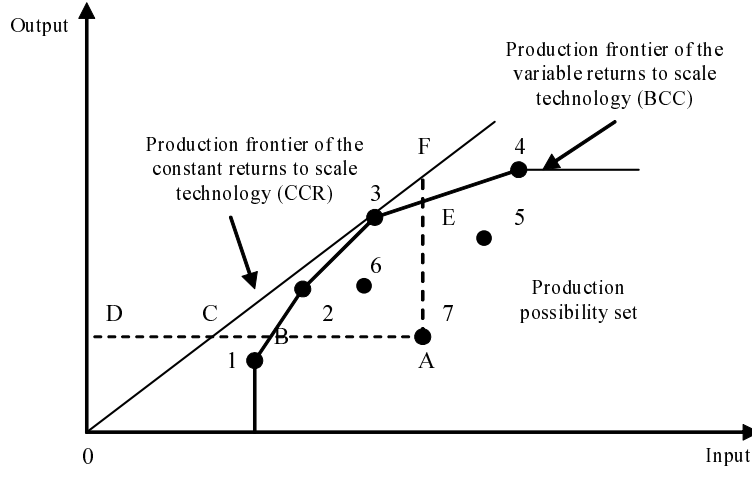 Output
Production frontier of the
variable returns to scale
technology (BCC)
Production frontier of the
constant returns to scale
technology (CCR)
F
4
3
E
5
6
Production
possibility set
D
C
2
7
B
1
A
0
Input